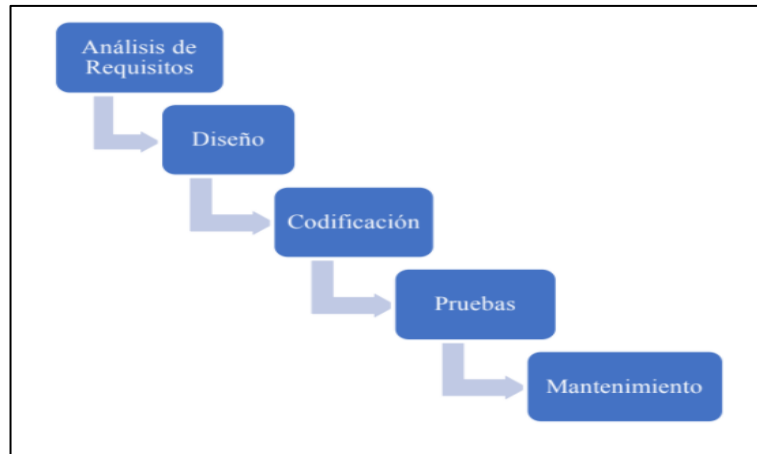 Análisis de
Requisitos
Diseño
Codificación
Pruebas
Mantenimiento